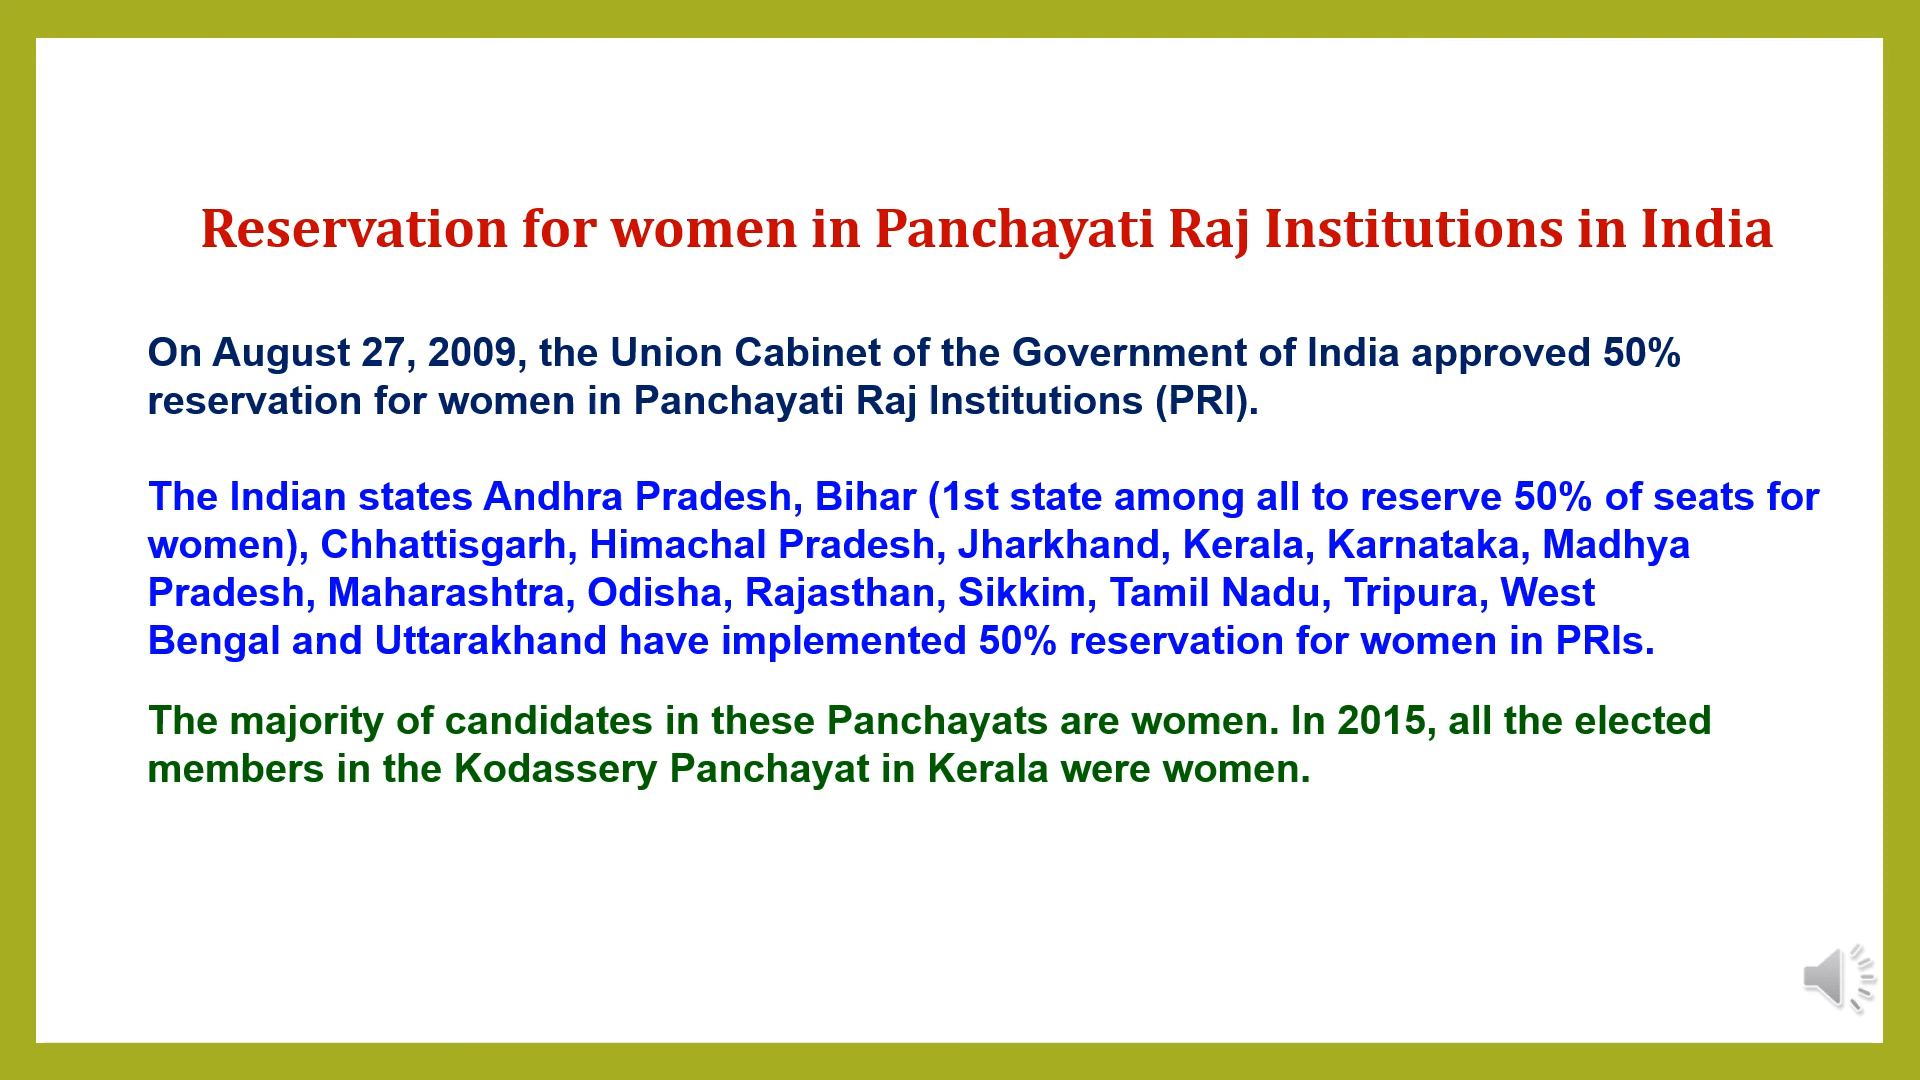 Reservation for women in Panchayati Raj Institutions in India
On August 27, 2009, the Union Cabinet of the Government of India approved 50%
reservation for women in Panchayati Raj Institutions (PRI).
The Indian states Andhra Pradesh, Bihar (1st state among all to reserve 50% of seats for
women), Chhattisgarh, Himachal Pradesh, Jharkhand, Kerala, Karnataka, Madhya
Pradesh, Maharashtra, Odisha, Rajasthan, Sikkim, Tamil Nadu, Tripura, West
Bengal and Uttarakhand have implemented 50% reservation for women in PRIs.
The majority of candidates in these Panchayats are women. In 2015, all the elected
members in the Kodassery Panchayat in Kerala were women.